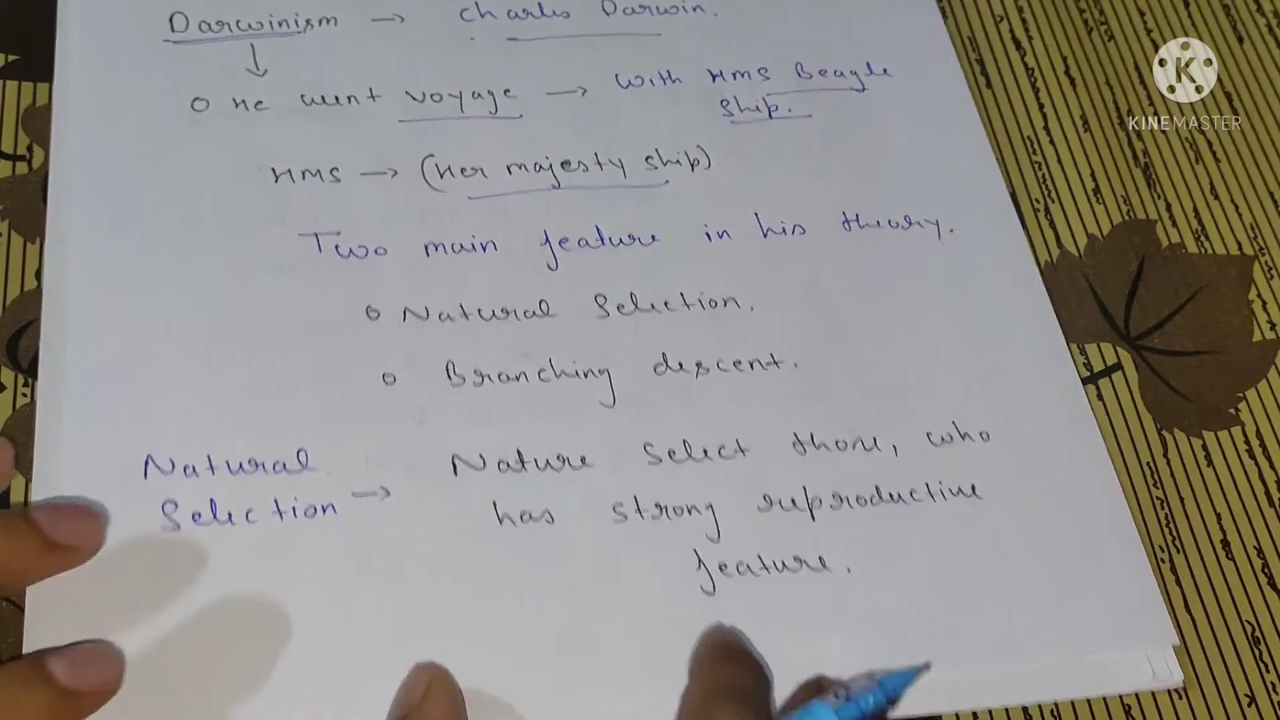 Darwinism → Charles Darwin.
○ He went voyage → with HMS Beagle
Ship.
HMS → (Her majesty ship)
Two main feature in his theory.
○ Natural Selection.
○ Branching descent.
Natural
Selection →
Nature Select those, who
has strong reproductive
feature.
K
KINEMASTER